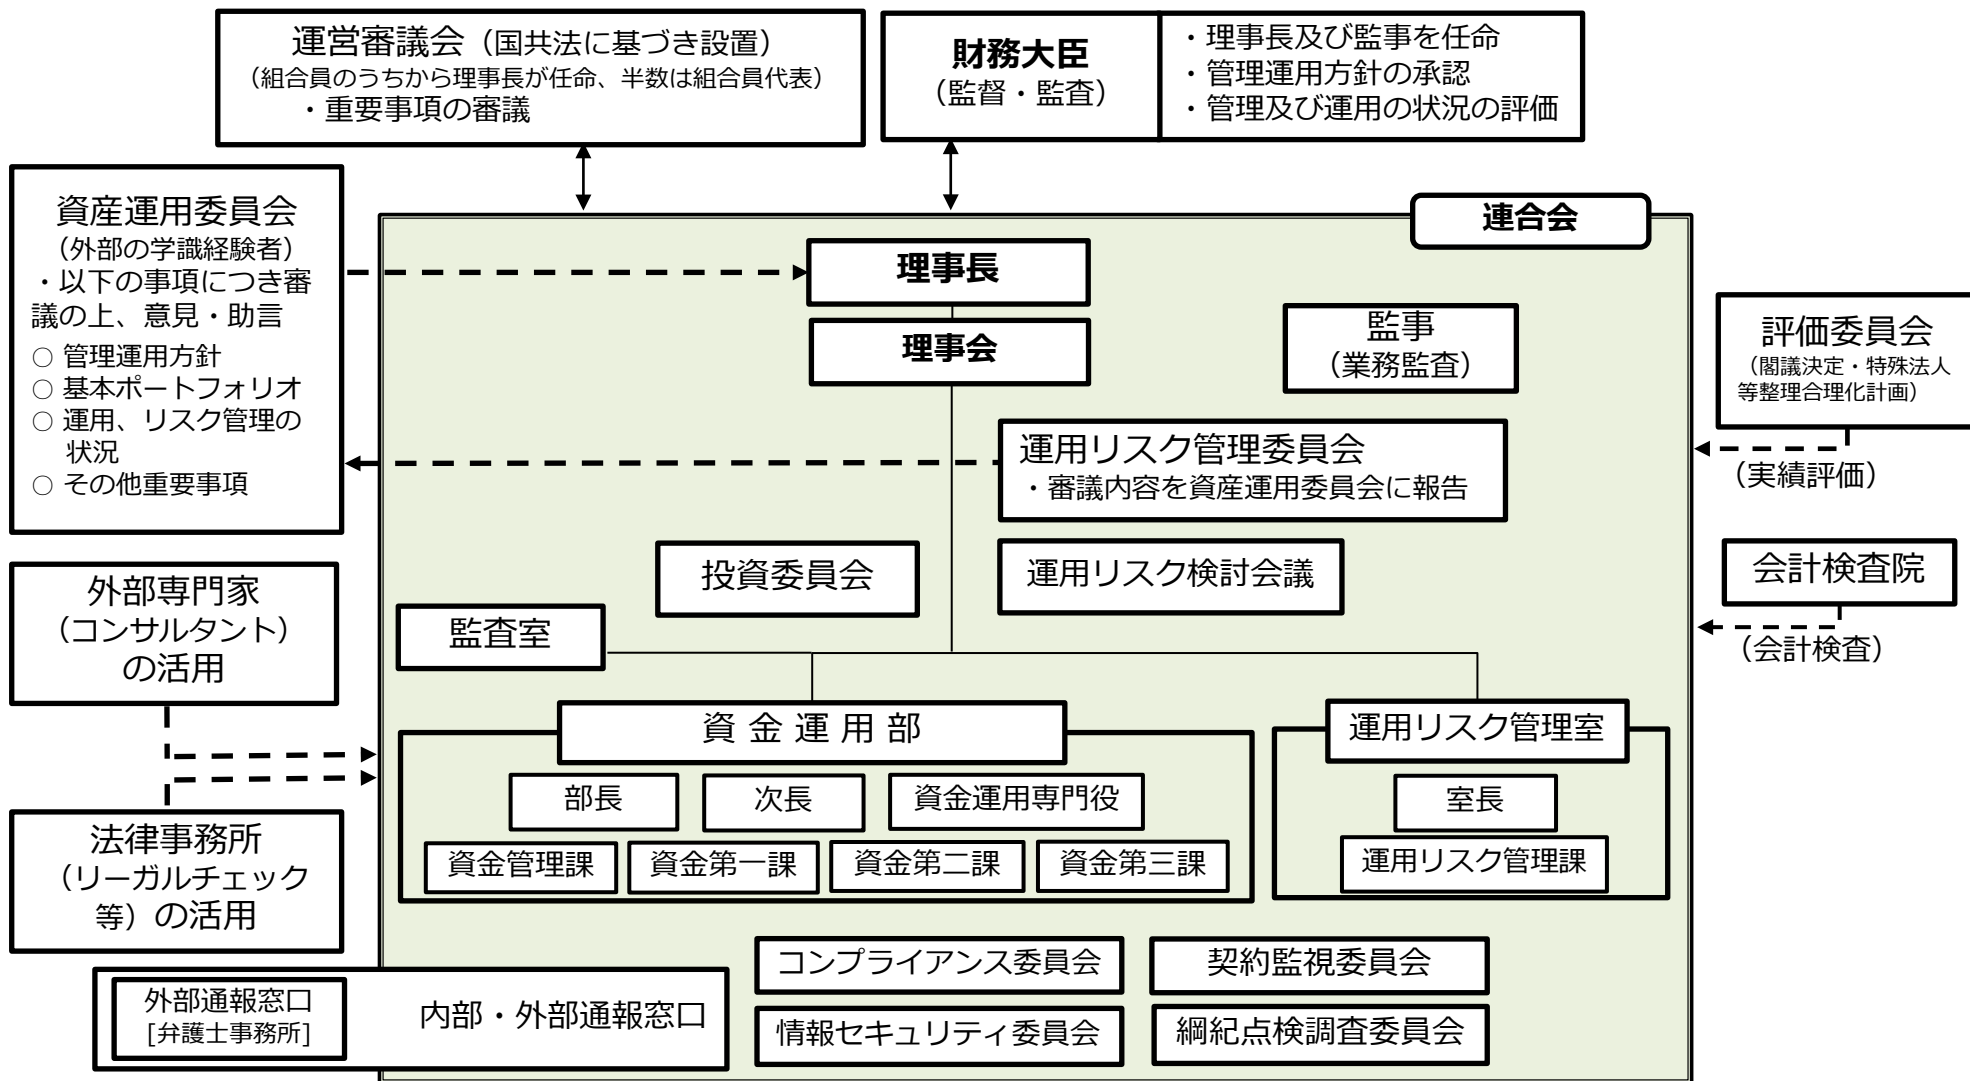 運営審議会（国共法に基づき設置）
（組合員のうちから理事長が任命、半数は組合員代表）
・重要事項の審議
財務大臣
（監督・監査）
・理事長及び監事を任命
・管理運用方針の承認
・管理及び運用の状況の評価
資産運用委員会
（外部の学識経験者）
・以下の事項につき審
議の上、意見・助言
○ 管理運用方針
○ 基本ポートフォリオ
○ 運用、リスク管理の
状況
○ その他重要事項
連合会
理事長
理事会
監事
（業務監査）
評価委員会
（閣議決定・特殊法人
等整理合理化計画）
（実績評価）
運用リスク管理委員会
・審議内容を資産運用委員会に報告
投資委員会
運用リスク検討会議
会計検査院
（会計検査）
外部専門家
（コンサルタント）
の活用
監査室
資 金 運 用 部
運用リスク管理室
部長
次長
資金運用専門役
室長
資金管理課
資金第一課
資金第二課
資金第三課
運用リスク管理課
法律事務所
（リーガルチェック
等）の活用
コンプライアンス委員会
契約監視委員会
外部通報窓口
[弁護士事務所]
内部・外部通報窓口
情報セキュリティ委員会
綱紀点検調査委員会